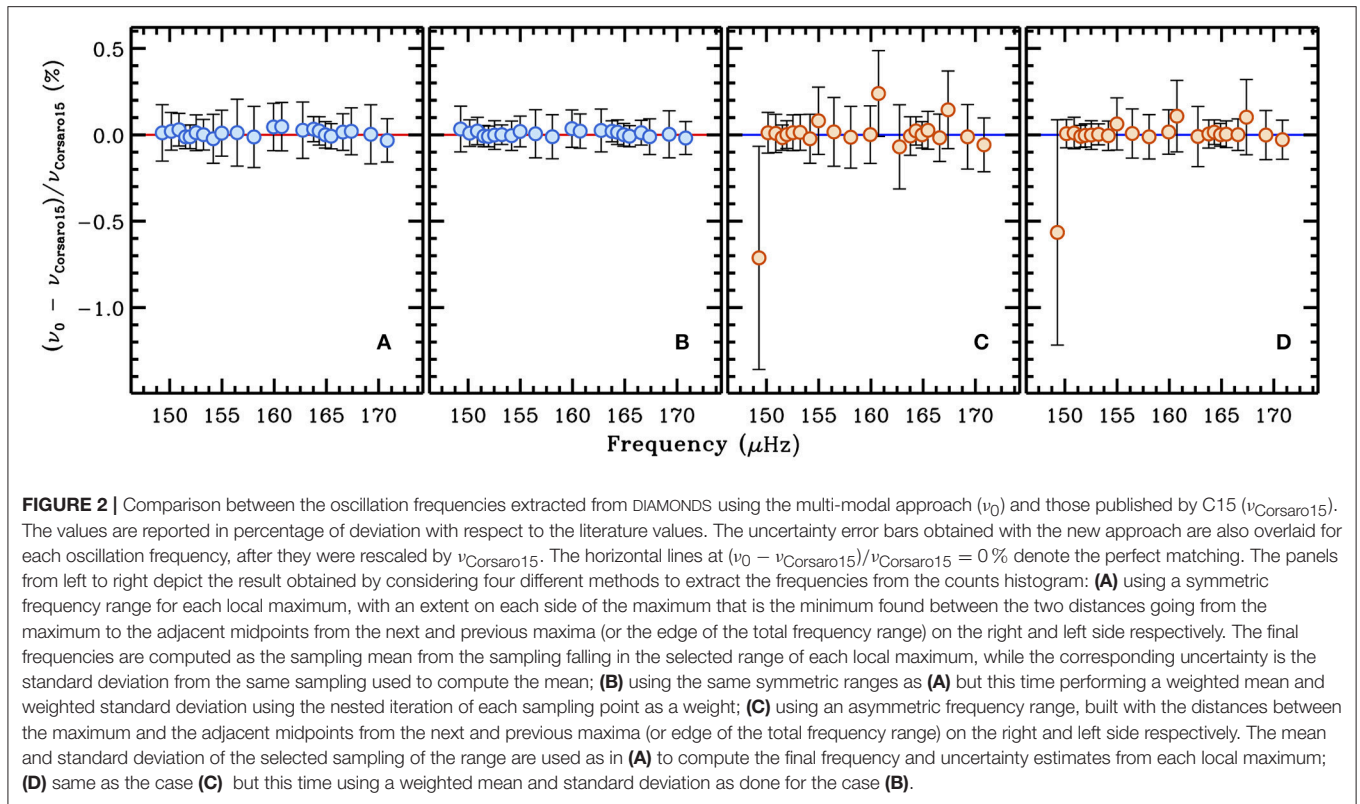 0.5
0.0
−0.5
−1.0
(ν0 − νCorsaro15)/νCorsaro15 (%)
A
B
C
D
150 155 160 165 170 150 155 160 165 170 150 155 160 165 170 150 155 160 165 170
Frequency (μHz)
FIGURE 2 | Comparison between the oscillation frequencies extracted from DIAMONDS using the multi-modal approach (ν0) and those published by C15 (νCorsaro15).
The values are reported in percentage of deviation with respect to the literature values. The uncertainty error bars obtained with the new approach are also overlaid for
each oscillation frequency, after they were rescaled by νCorsaro15. The horizontal lines at (ν0 − νCorsaro15)/νCorsaro15 = 0 % denote the perfect matching. The panels
from left to right depict the result obtained by considering four different methods to extract the frequencies from the counts histogram: (A) using a symmetric
frequency range for each local maximum, with an extent on each side of the maximum that is the minimum found between the two distances going from the
maximum to the adjacent midpoints from the next and previous maxima (or the edge of the total frequency range) on the right and left side respectively. The final
frequencies are computed as the sampling mean from the sampling falling in the selected range of each local maximum, while the corresponding uncertainty is the
standard deviation from the same sampling used to compute the mean; (B) using the same symmetric ranges as (A) but this time performing a weighted mean and
weighted standard deviation using the nested iteration of each sampling point as a weight; (C) using an asymmetric frequency range, built with the distances between
the maximum and the adjacent midpoints from the next and previous maxima (or edge of the total frequency range) on the right and left side respectively. The mean
and standard deviation of the selected sampling of the range are used as in (A) to compute the final frequency and uncertainty estimates from each local maximum;
(D) same as the case (C) but this time using a weighted mean and standard deviation as done for the case (B).